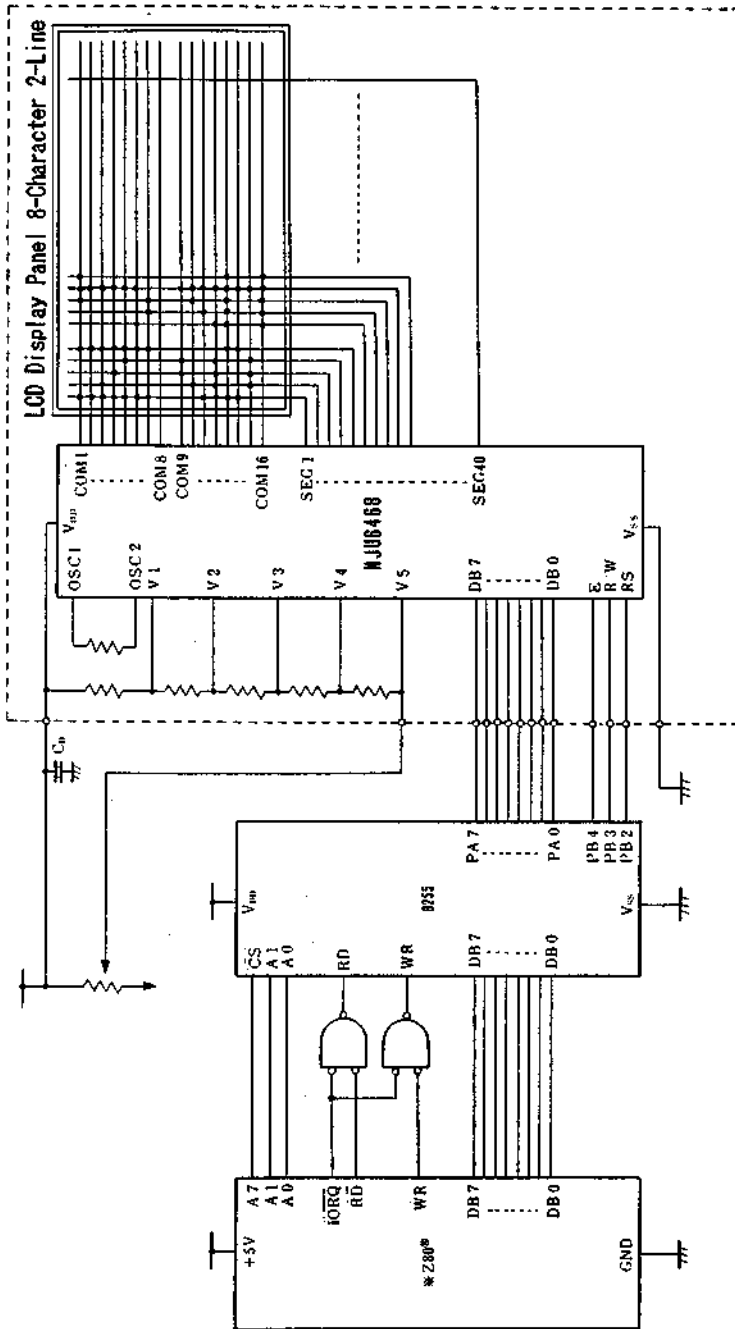 LCD Display Panel 8-Character 2-Line
COM1
COM8
COM9
COM16
SEG1
SEG40
VDD
OSC1
OSC2
V1
V2
V3
V4
V5
NJU6468
DB7
DB0
E
R/W
RS
VSS
CD
VDD
CS
A1
A0
RD
WR
8255
PA7
PA0
PB4
PB3
PB2
DB7
DB0
VSS
+5V
A7
A1
A0
IORQ
RD
WR
※Z80®
DB7
DB0
GND